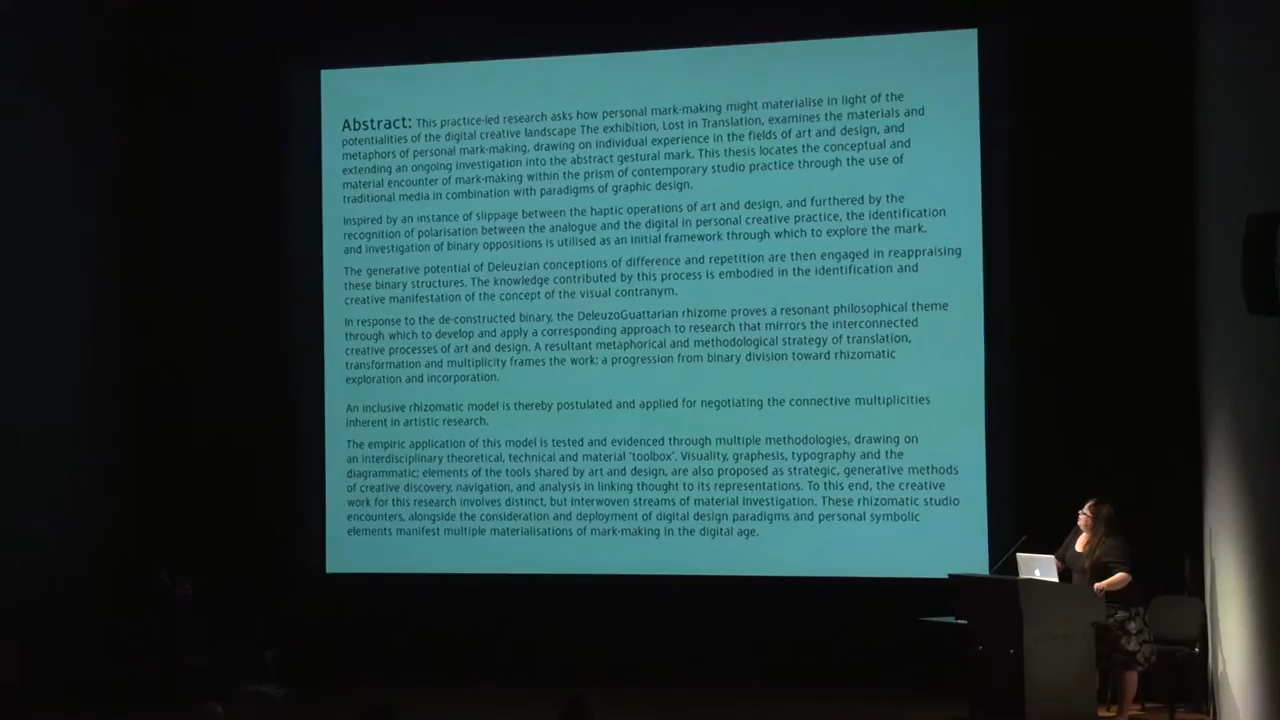 Abstract: This practice-led research asks how personal mark-making might materialise in light of the
potentialities of the digital creative landscape The exhibition, Lost in Translation, examines the materials and
metaphors of personal mark-making, drawing on individual experience in the fields of art and design, and
extending an ongoing investigation into the abstract gestural mark. This thesis locates the conceptual and
material encounter of mark-making within the prism of contemporary studio practice through the use of
traditional media in combination with paradigms of graphic design.
Inspired by an instance of slippage between the haptic operations of art and design, and furthered by the
recognition of polarisation between the analogue and the digital in personal creative practice, the identification
and investigation of binary oppositions is utilised as an initial framework through which to explore the mark.
The generative potential of Deleuzian conceptions of difference and repetition are then engaged in reappraising
these binary structures. The knowledge contributed by this process is embodied in the identification and
creative manifestation of the concept of the visual contranym.
In response to the de-constructed binary, the DeleuzoGuattarian rhizome proves a resonant philosophical theme
through which to develop and apply a corresponding approach to research that mirrors the interconnected
creative processes of art and design. A resultant metaphorical and methodological strategy of translation,
transformation and multiplicity frames the work: a progression from binary division toward rhizomatic
exploration and incorporation.
An inclusive rhizomatic model is thereby postulated and applied for negotiating the connective multiplicities
inherent in artistic research.
The empiric application of this model is tested and evidenced through multiple methodologies, drawing on
an interdisciplinary theoretical, technical and material 'toolbox'. Visuality, graphesis, typography and the
diagrammatic; elements of the tools shared by art and design, are also proposed as strategic, generative methods
of creative discovery, navigation, and analysis in linking thought to its representations. To this end, the creative
work for this research involves distinct, but interwoven streams of material investigation. These rhizomatic studio
encounters, alongside the consideration and deployment of digital design paradigms and personal symbolic
elements manifest multiple materialisations of mark-making in the digital age.